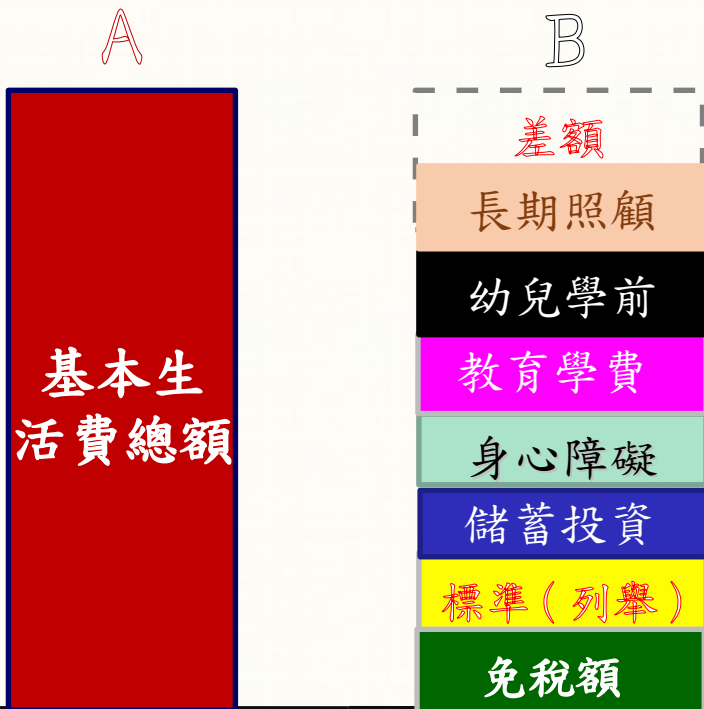 A
基本生
活費總額
B
差額
長期照顧
幼兒學前
教育學費
身心障礙
儲蓄投資
標準(列舉)
免稅額